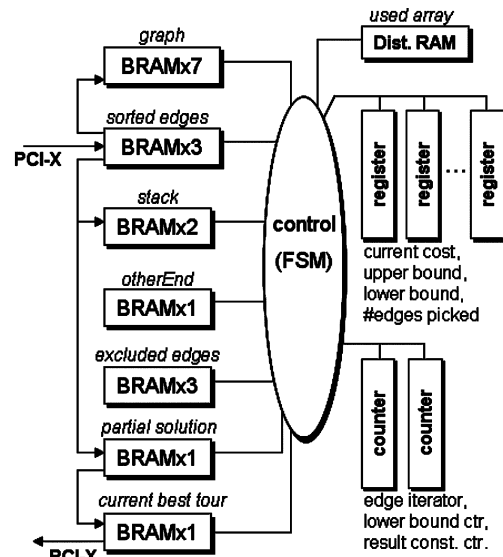 graph
BRAMx7
sorted edges
PCI-X
BRAMx3
stack
BRAMx2
otherEnd
BRAMx1
excluded edges
BRAMx3
partial solution
BRAMx1
current best tour
BRAMx1
PCI-X
control
(FSM)
used array
Dist. RAM
register
register
...
register
current cost,
upper bound,
lower bound,
#edges picked
counter
counter
edge iterator,
lower bound ctr,
result const. ctr.